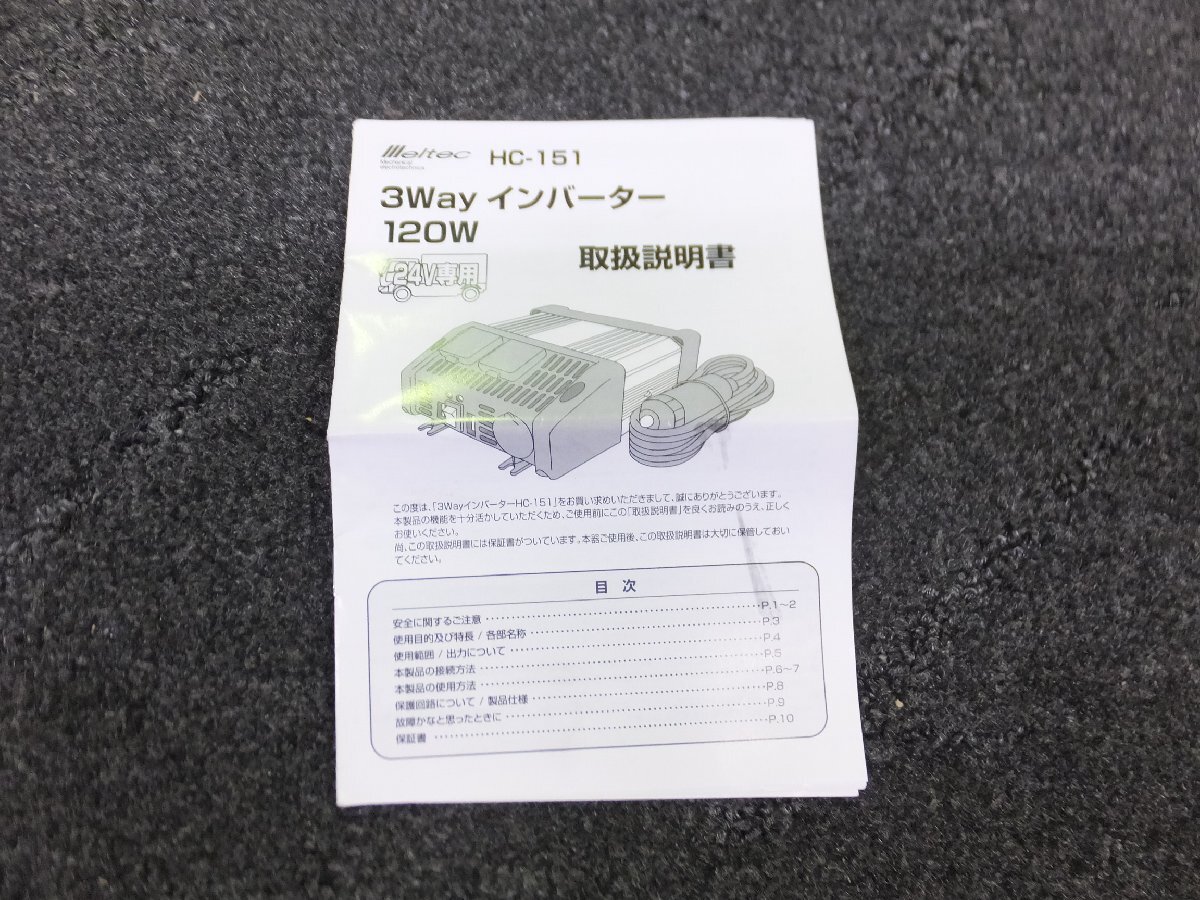 Meltec HC-151
Mechanical
electrotechnics
3Way インバーター
120W
取扱説明書
24V専用
この度は、「3WayインバーターHC-151」をお買い求めいただきまして、誠にありがとうございます。
本製品の機能を十分活かしていただくため、ご使用前にこの「取扱説明書」を良くお読みのうえ、正しく
お使いください。
尚、この取扱説明書には保証書がついています。本器ご使用後、この取扱説明書は大切に保管しておい
てください。
目 次
安全に関するご注意 ……………………………………P.1～2
使用目的及び特長 / 各部名称 ……………………………………P.3
使用範囲 / 出力について ……………………………………P.4
本製品の接続方法 ……………………………………P.5
本製品の使用方法 ……………………………………P.6～7
保護回路について / 製品仕様 ……………………………………P.8
故障かなと思ったときに ……………………………………P.9
保証書 ……………………………………P.10